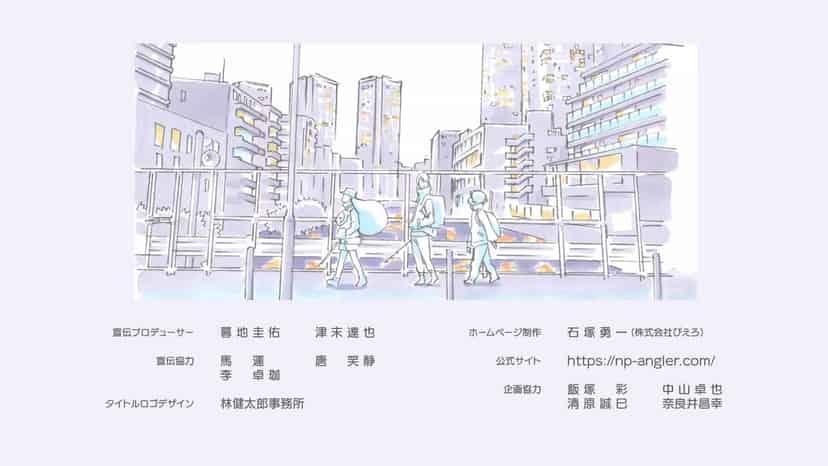 宣伝プロデューサー 暮地圭佑 津末達也
宣伝協力 馬 運 唐 笑静
李 卓珈
タイトルロゴデザイン 林健太郎事務所
ホームページ制作 石塚勇一(株式会社ぴえろ)
公式サイト https://np-angler.com/
企画協力 飯塚 彩 中山卓也
清原誠巳 奈良井昌幸